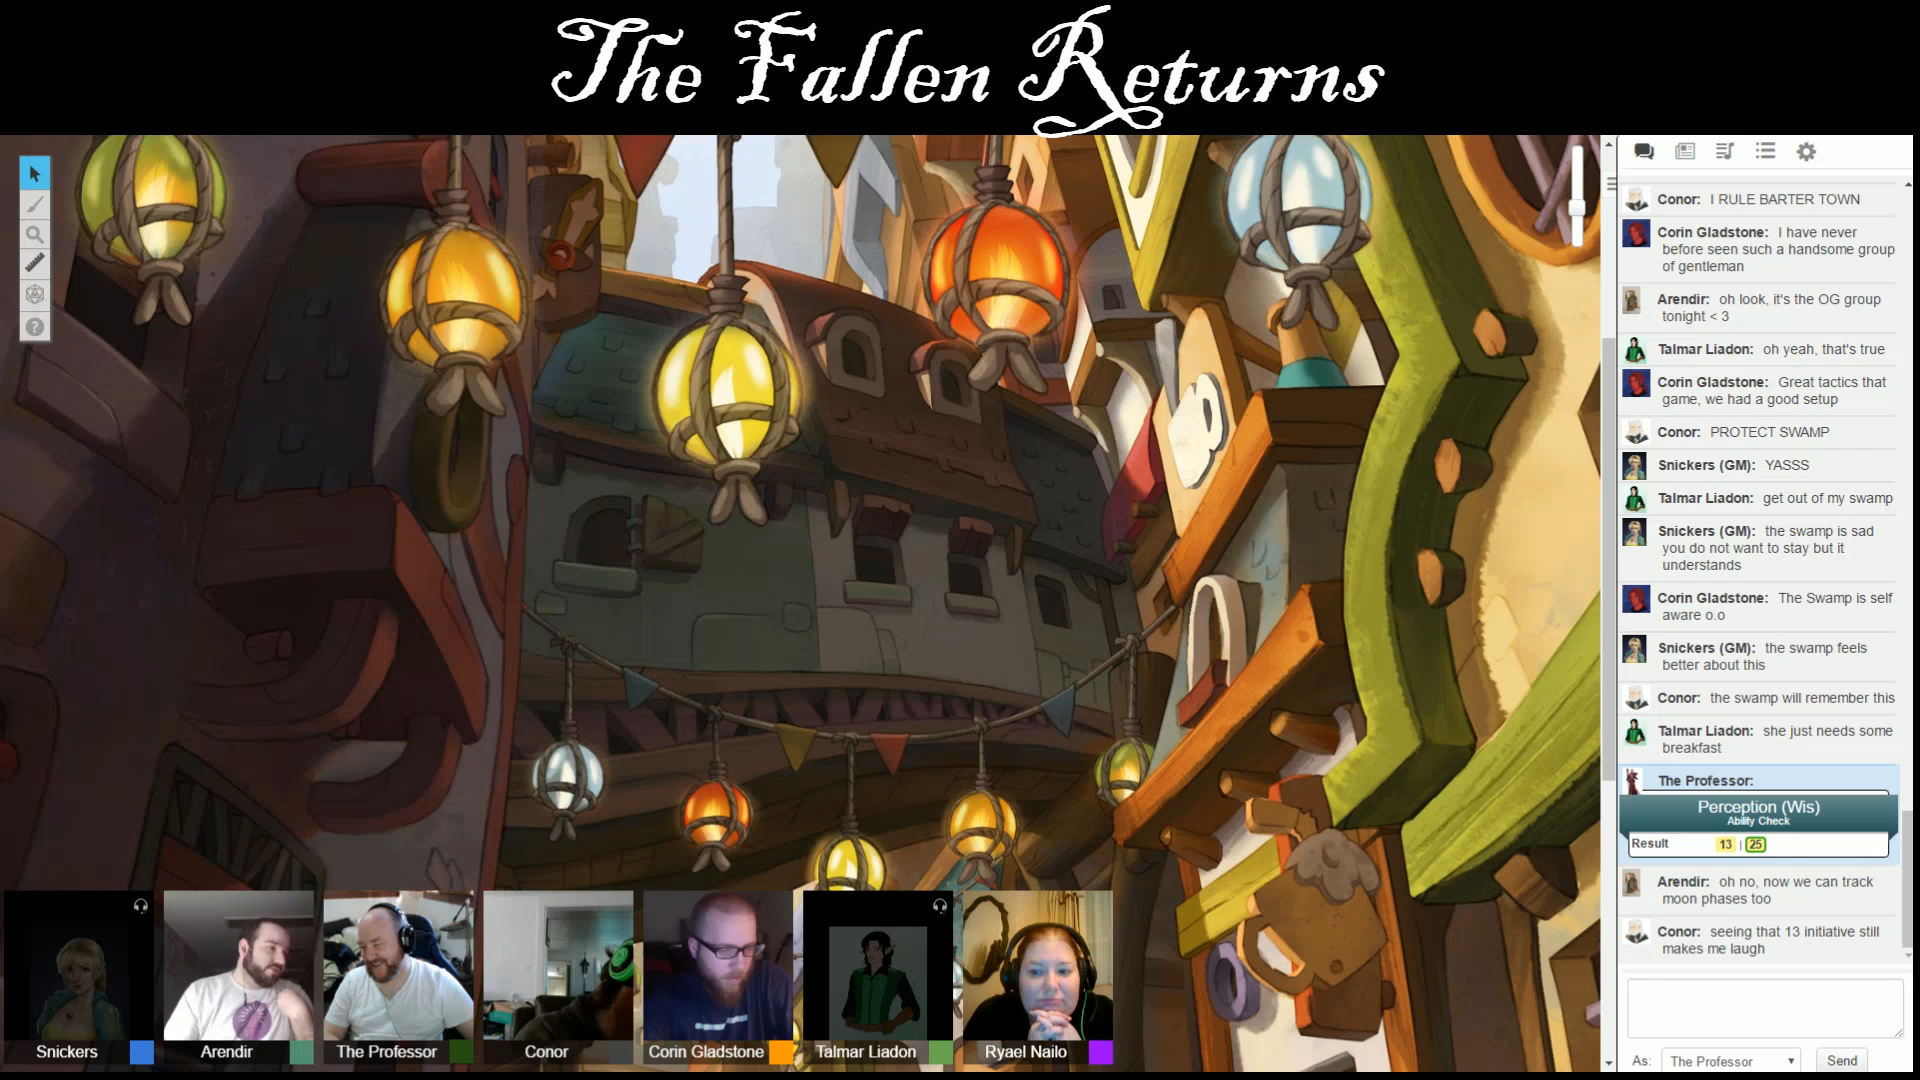 The Fallen Returns
Conor: I RULE BARTER TOWN
Corin Gladstone: I have never
before seen such a handsome group
of gentleman
Arendir: oh look, it's the OG group
tonight < 3
Talmar Liadon: oh yeah, that's true
Corin Gladstone: Great tactics that
game, we had a good setup
Conor: PROTECT SWAMP
Snickers (GM): YASSS
Talmar Liadon: get out of my swamp
Snickers (GM): the swamp is sad
you do not want to stay but it
understands
Corin Gladstone: The Swamp is self
aware o.o
Snickers (GM): the swamp feels
better about this
Conor: the swamp will remember this
Talmar Liadon: she just needs some
breakfast
The Professor:
Perception (Wis)
Ability Check
Result 13 | 25
Arendir: oh no, now we can track
moon phases too
Conor: seeing that 13 initiative still
makes me laugh
As: The Professor Send
Snickers
Arendir
The Professor
Conor
Corin Gladstone
Talmar Liadon
Ryael Nailo